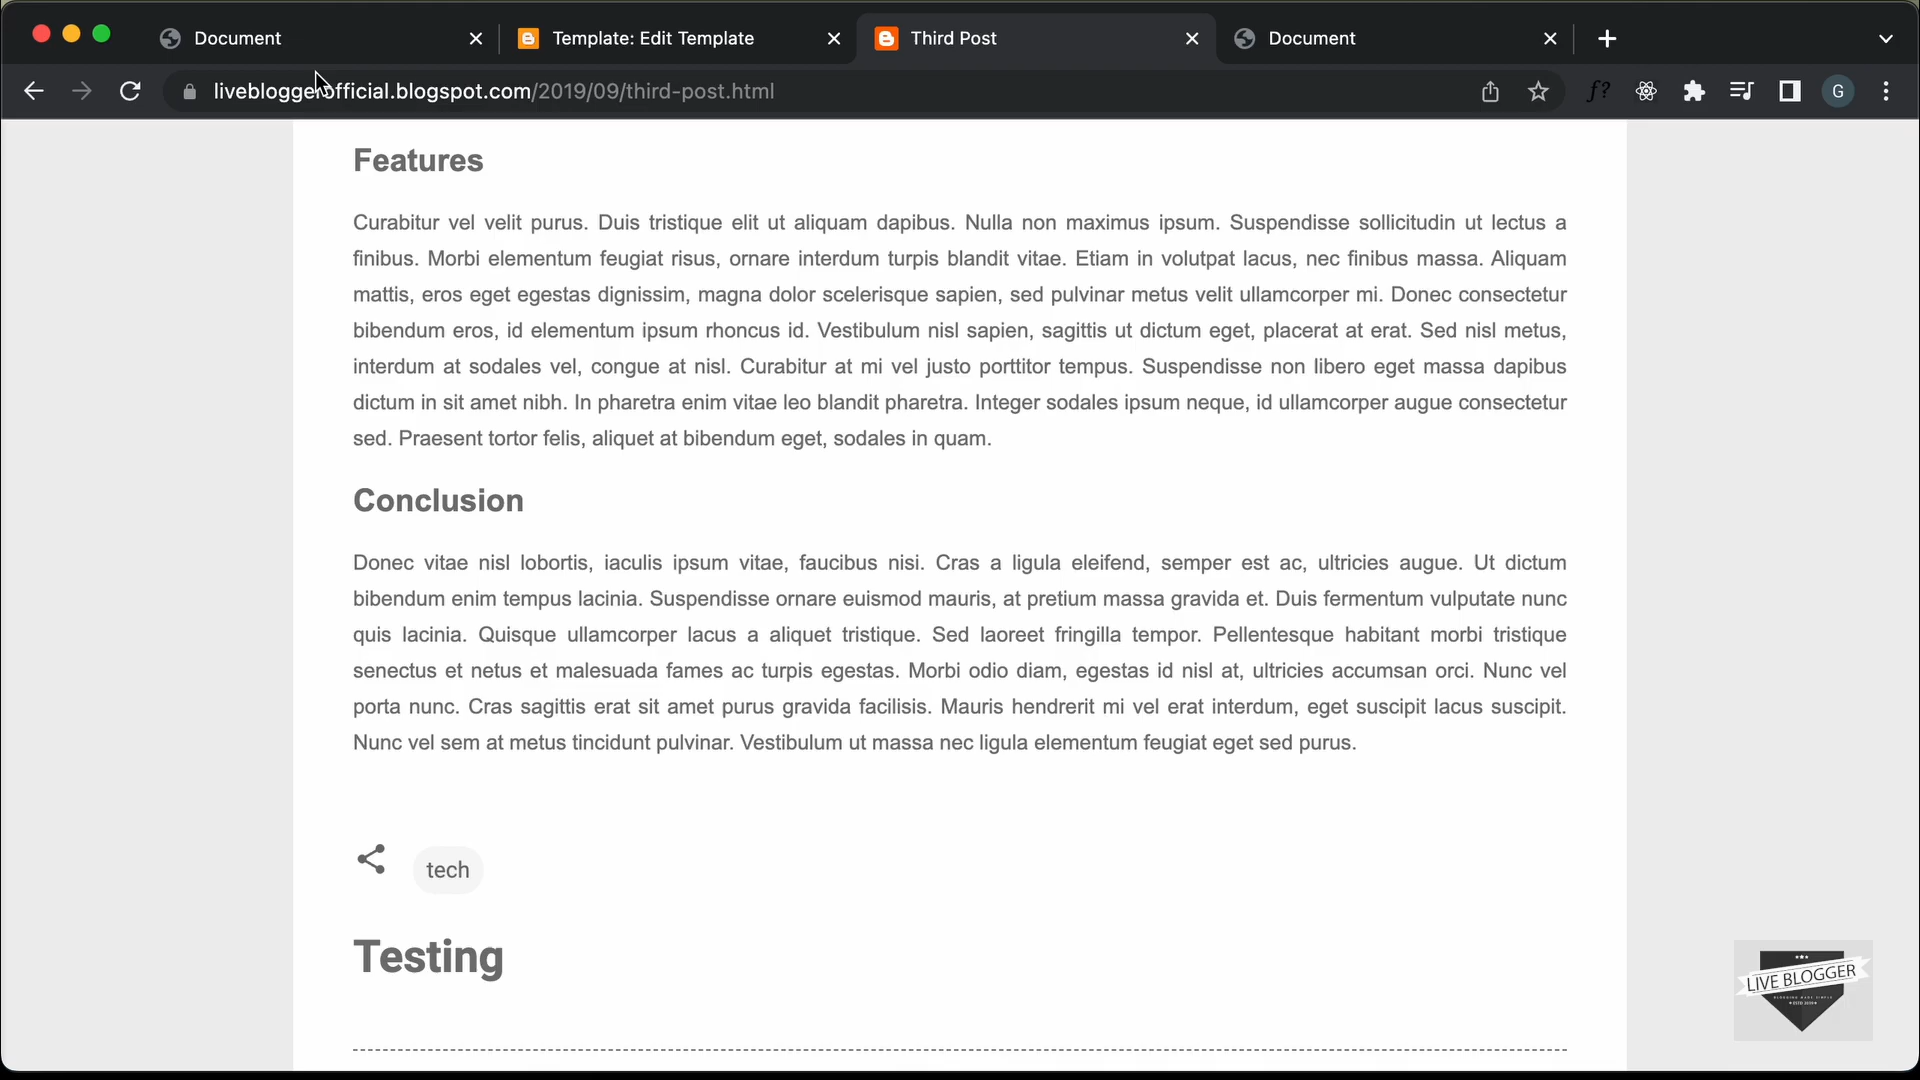 Document
Template: Edit Template
Third Post
Document
livebloggerofficial.blogspot.com/2019/09/third-post.html
f?
G
Features
Curabitur vel velit purus. Duis tristique elit ut aliquam dapibus. Nulla non maximus ipsum. Suspendisse sollicitudin ut lectus a
finibus. Morbi elementum feugiat risus, ornare interdum turpis blandit vitae. Etiam in volutpat lacus, nec finibus massa. Aliquam
mattis, eros eget egestas dignissim, magna dolor scelerisque sapien, sed pulvinar metus velit ullamcorper mi. Donec consectetur
bibendum eros, id elementum ipsum rhoncus id. Vestibulum nisl sapien, sagittis ut dictum eget, placerat at erat. Sed nisl metus,
interdum at sodales vel, congue at nisl. Curabitur at mi vel justo porttitor tempus. Suspendisse non libero eget massa dapibus
dictum in sit amet nibh. In pharetra enim vitae leo blandit pharetra. Integer sodales ipsum neque, id ullamcorper augue consectetur
sed. Praesent tortor felis, aliquet at bibendum eget, sodales in quam.
Conclusion
Donec vitae nisl lobortis, iaculis ipsum vitae, faucibus nisi. Cras a ligula eleifend, semper est ac, ultricies augue. Ut dictum
bibendum enim tempus lacinia. Suspendisse ornare euismod mauris, at pretium massa gravida et. Duis fermentum vulputate nunc
quis lacinia. Quisque ullamcorper lacus a aliquet tristique. Sed laoreet fringilla tempor. Pellentesque habitant morbi tristique
senectus et netus et malesuada fames ac turpis egestas. Morbi odio diam, egestas id nisl at, ultricies accumsan orci. Nunc vel
porta nunc. Cras sagittis erat sit amet purus gravida facilisis. Mauris hendrerit mi vel erat interdum, eget suscipit lacus suscipit.
Nunc vel sem at metus tincidunt pulvinar. Vestibulum ut massa nec ligula elementum feugiat eget sed purus.
tech
Testing
LIVE BLOGGER